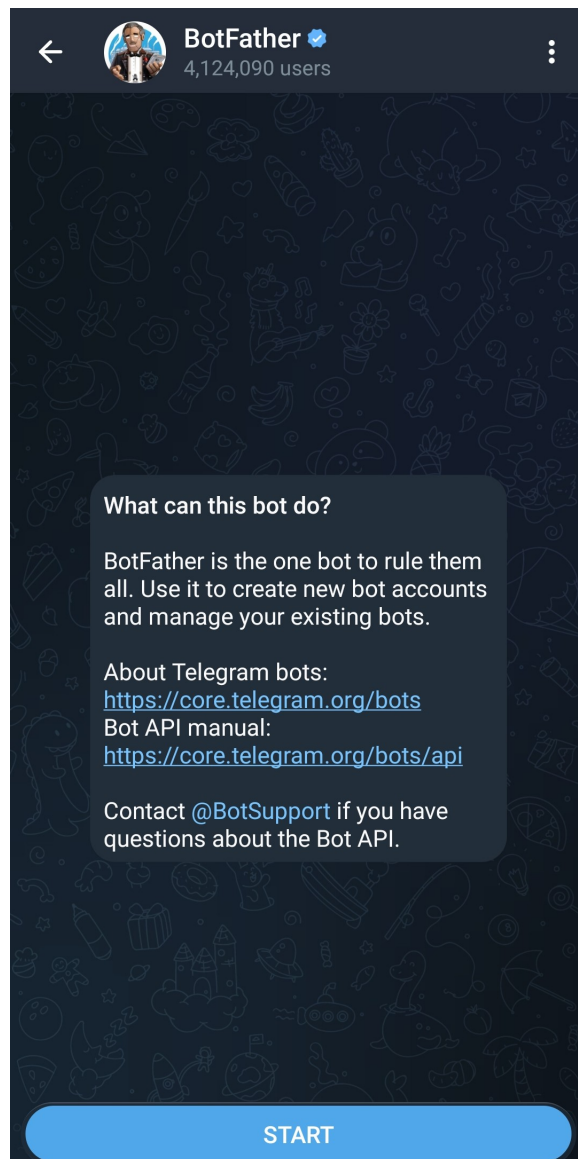 BotFather
4,124,090 users
What can this bot do?
BotFather is the one bot to rule them
all. Use it to create new bot accounts
and manage your existing bots.
About Telegram bots:
https://core.telegram.org/bots
Bot API manual:
https://core.telegram.org/bots/api
Contact @BotSupport if you have
questions about the Bot API.
START